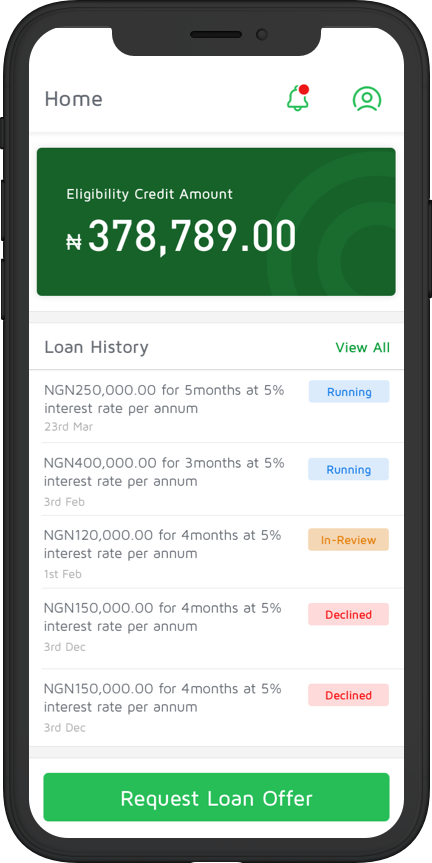 Home
Eligibility Credit Amount
₦ 378,789.00
Loan History
View All
NGN250,000.00 for 5months at 5%
interest rate per annum
23rd Mar
Running
NGN400,000.00 for 3months at 5%
interest rate per annum
3rd Feb
Running
NGN120,000.00 for 4months at 5%
interest rate per annum
1st Feb
In-Review
NGN150,000.00 for 4months at 5%
interest rate per annum
3rd Dec
Declined
NGN150,000.00 for 4months at 5%
interest rate per annum
3rd Dec
Declined
Request Loan Offer